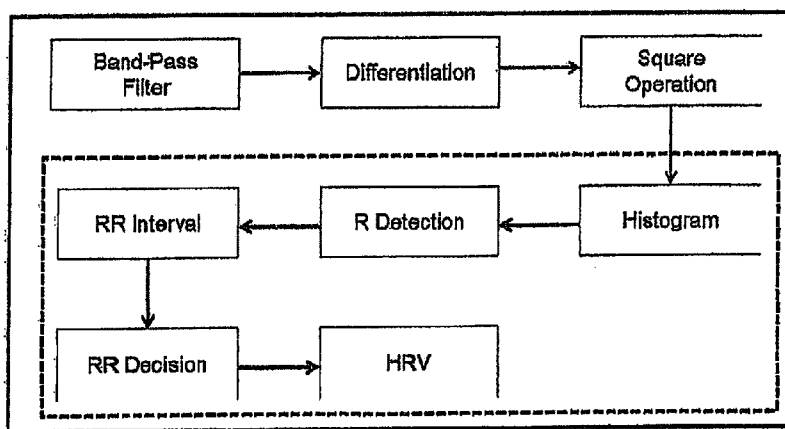 Band-Pass
Filter
Differentiation
Square
Operation
RR Interval
R Detection
Histogram
RR Decision
HRV